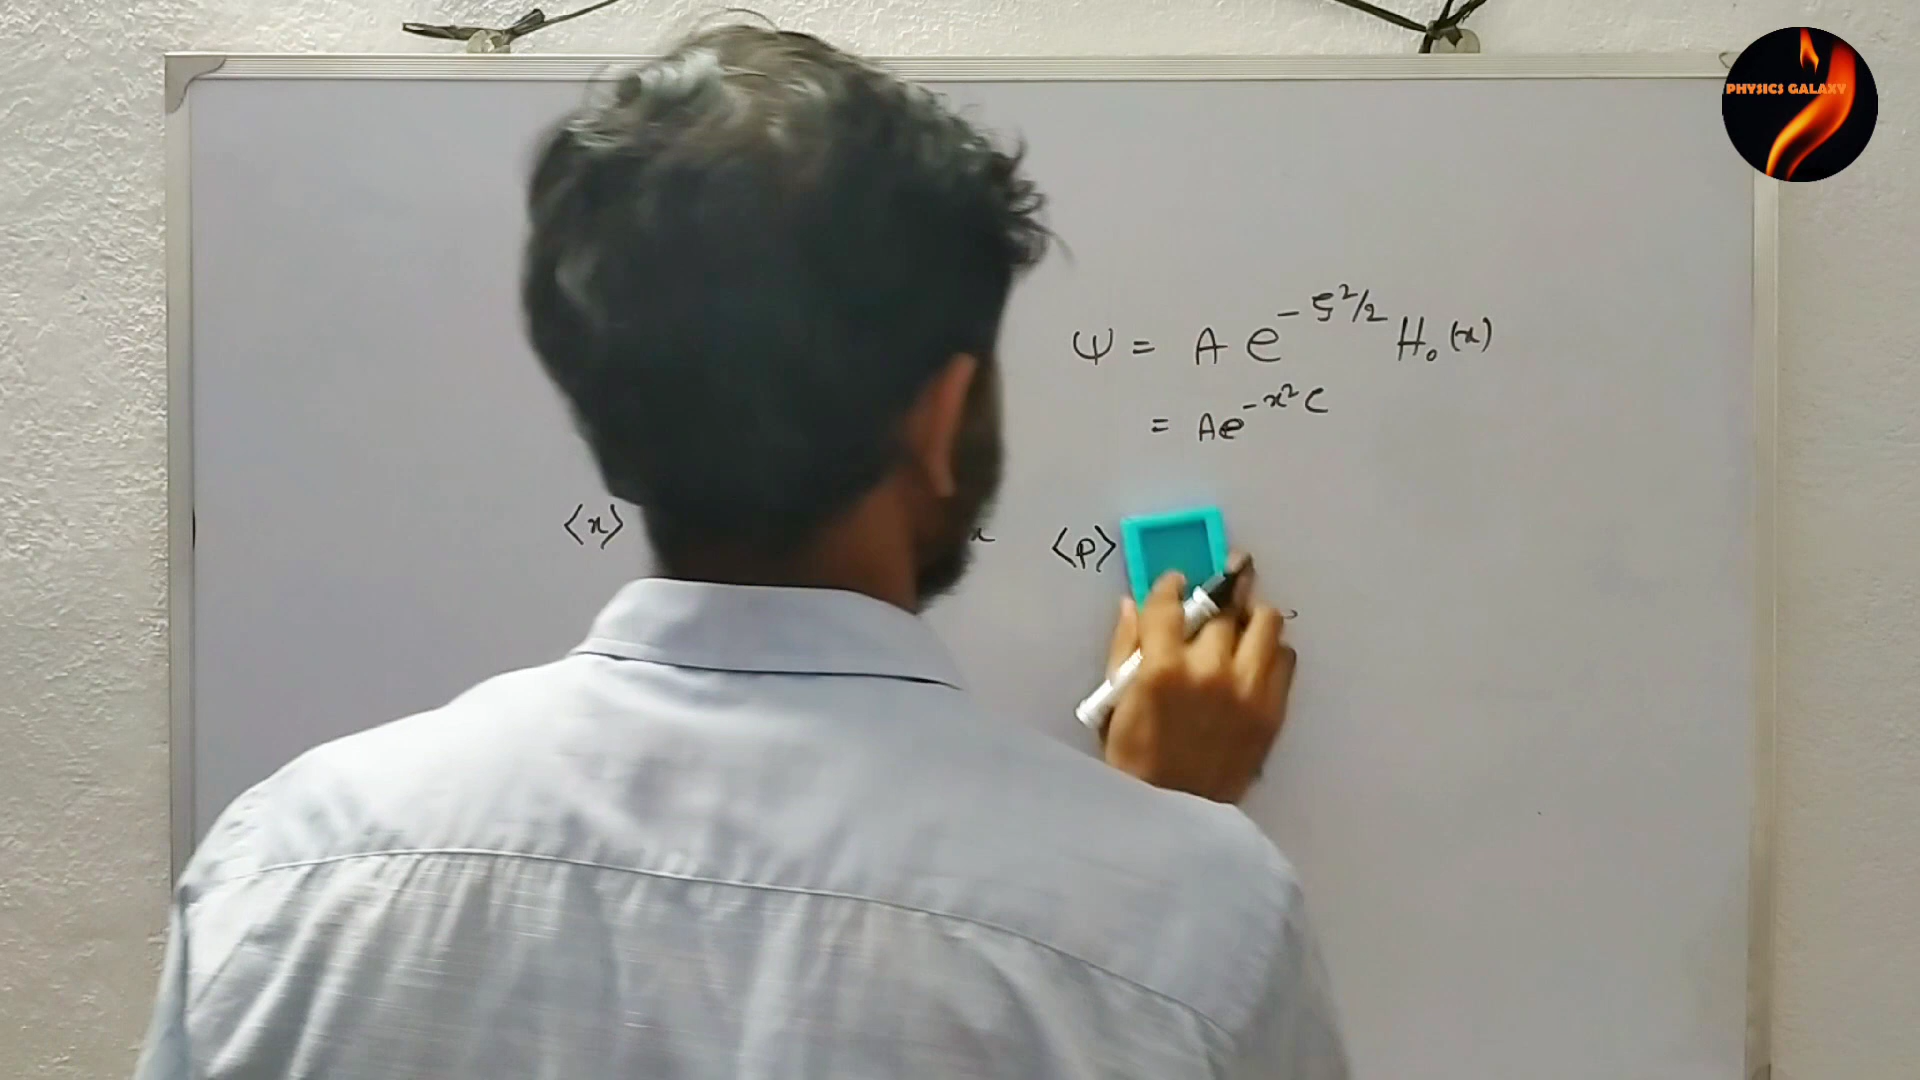 PHYSICS GALAXY
ψ = A e^{-ξ²/2} H₀(x)
= Ae^{-x²C}
⟨x⟩
⟨p⟩